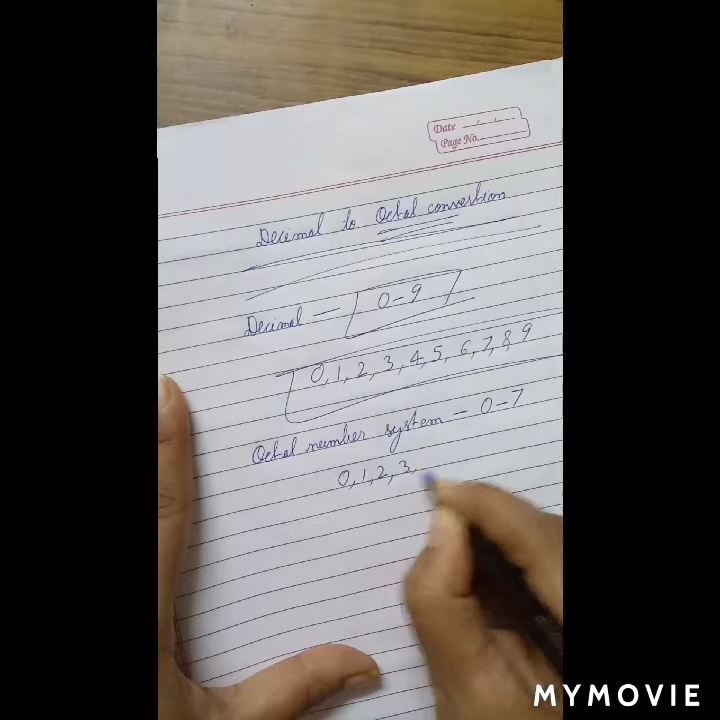 Date
Page No.
Decimal to Octal convertion
Decimal — 0-9
0,1,2,3,4,5,6,7,8,9
Octal number system - 0-7
0,1,2,3,
MYMOVIE